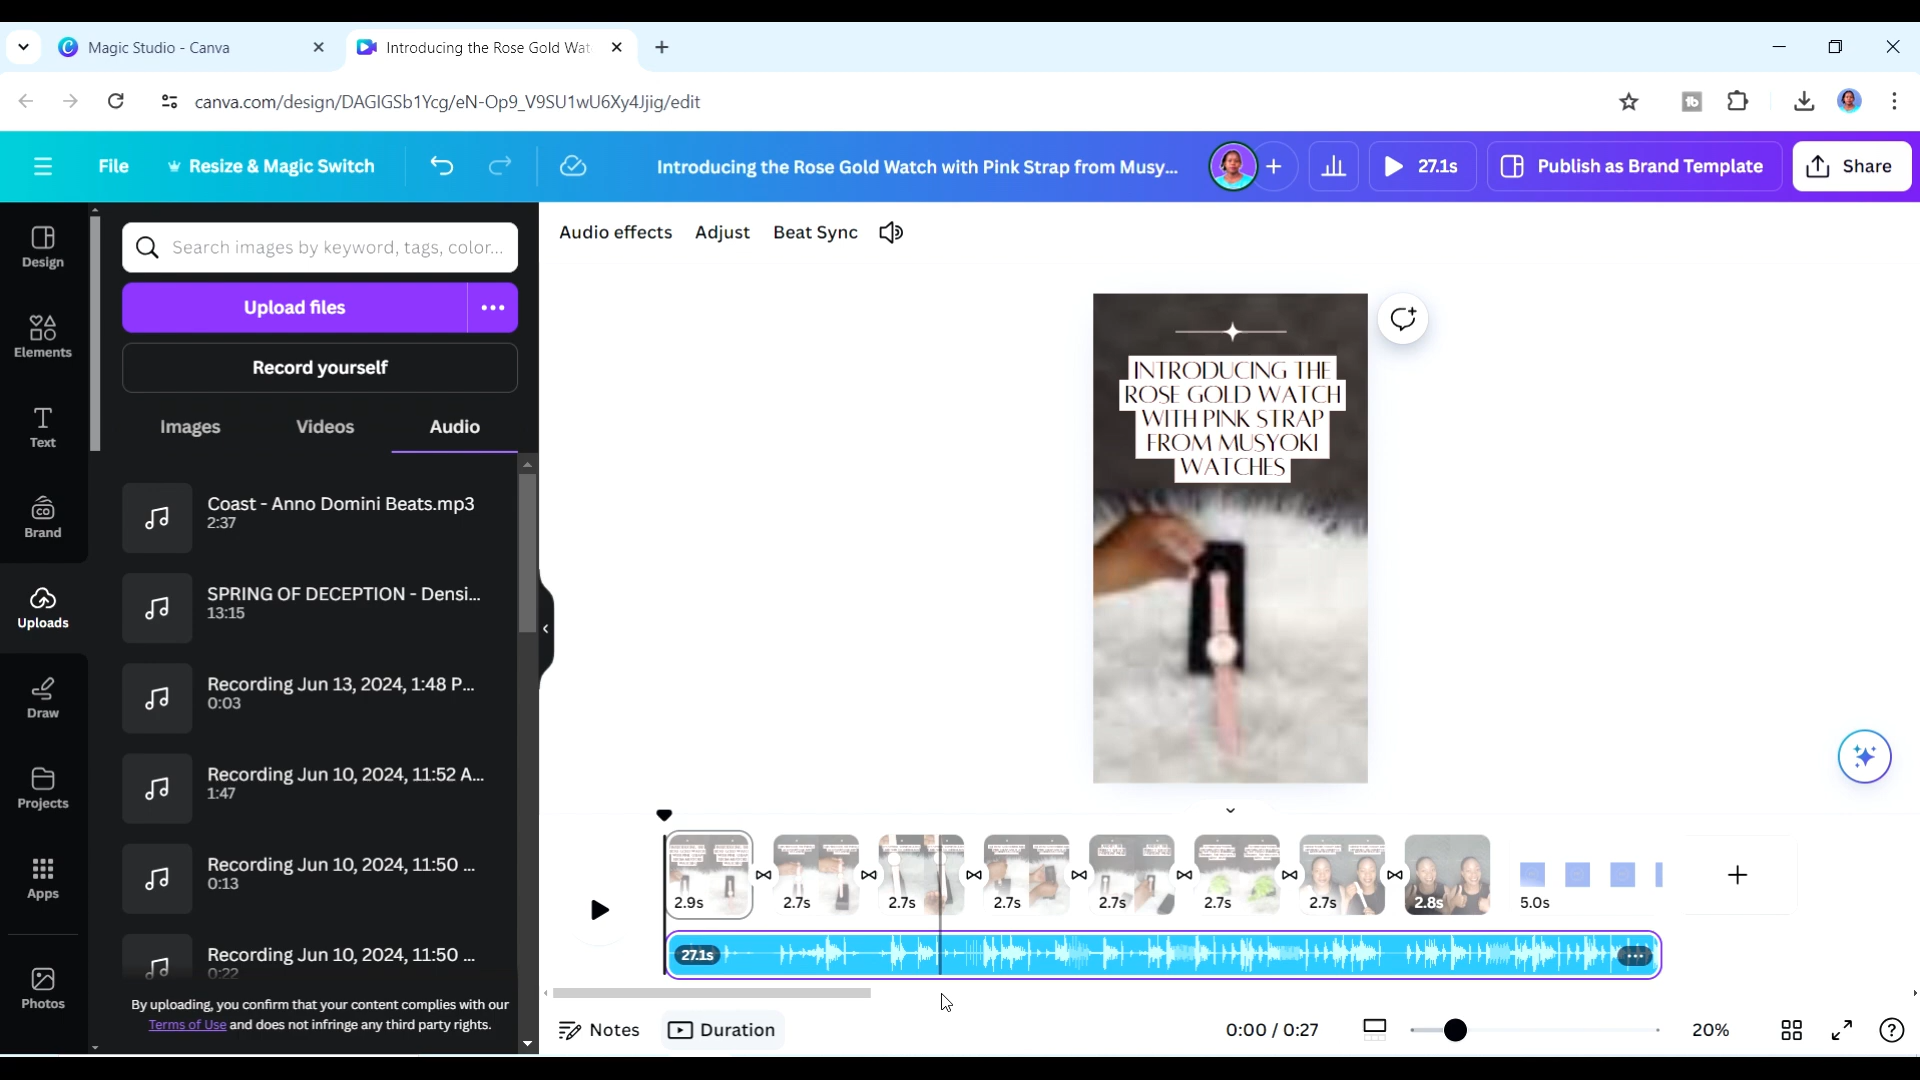 Magic Studio - Canva
Introducing the Rose Gold Wat
canva.com/design/DAGIGSb1Ycg/eN-Op9_V9SU1wU6Xy4Jjig/edit
File
Resize & Magic Switch
Introducing the Rose Gold Watch with Pink Strap from Musy...
27.1s
Publish as Brand Template
Share
Design
Elements
Text
Brand
Uploads
Draw
Projects
Apps
Photos
Search images by keyword, tags, color...
Upload files
Record yourself
Images
Videos
Audio
Coast - Anno Domini Beats.mp3
2:37
SPRING OF DECEPTION - Densi...
13:15
Recording Jun 13, 2024, 1:48 P...
0:03
Recording Jun 10, 2024, 11:52 A...
1:47
Recording Jun 10, 2024, 11:50 ...
0:13
Recording Jun 10, 2024, 11:50 ...
0:22
By uploading, you confirm that your content complies with our
Terms of Use and does not infringe any third party rights.
Audio effects
Adjust
Beat Sync
INTRODUCING THE
ROSE GOLD WATCH
WITH PINK STRAP
FROM MUSYOKI
WATCHES
2.9s
2.7s
2.7s
2.7s
2.7s
2.7s
2.7s
2.8s
5.0s
27.1s
Notes
Duration
0:00 / 0:27
20%